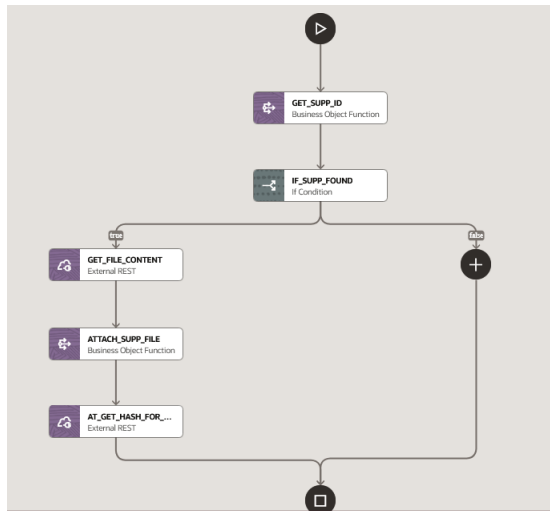 GET_SUPP_ID
Business Object Function
IF_SUPP_FOUND
If Condition
true
false
GET_FILE_CONTENT
External REST
ATTACH_SUPP_FILE
Business Object Function
AT_GET_HASH_FOR_...
External REST